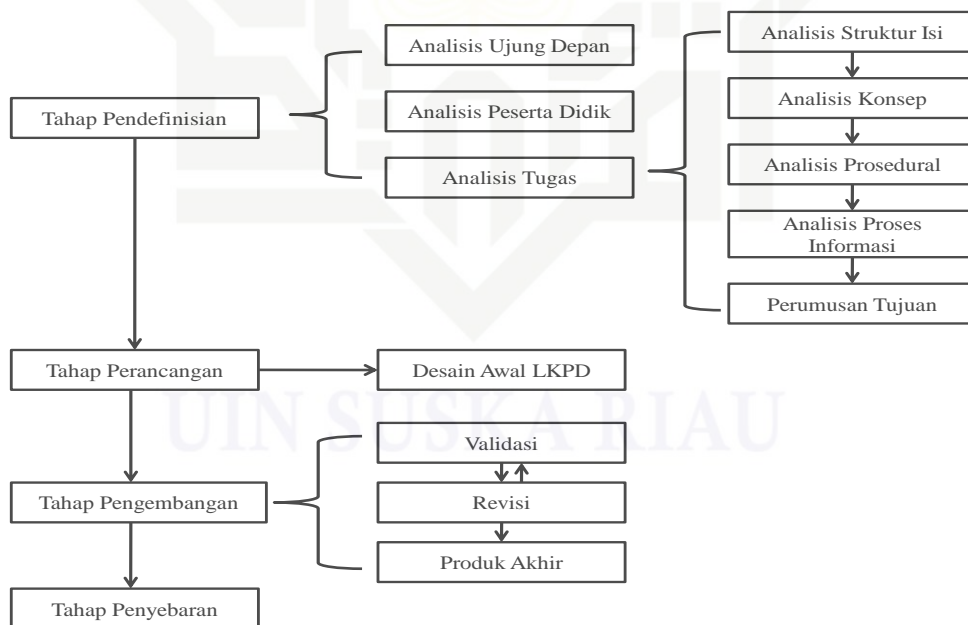 Analisis Ujung Depan
Analisis Struktur Isi
Tahap Pendefinisian
Analisis Peserta Didik
Analisis Konsep
Analisis Tugas
Analisis Prosedural
Analisis Proses
Informasi
Perumusan Tujuan
Tahap Perancangan
Desain Awal LKPD
UIN SUSKA RIAU
Validasi
Tahap Pengembangan
Revisi
Produk Akhir
Tahap Penyebaran